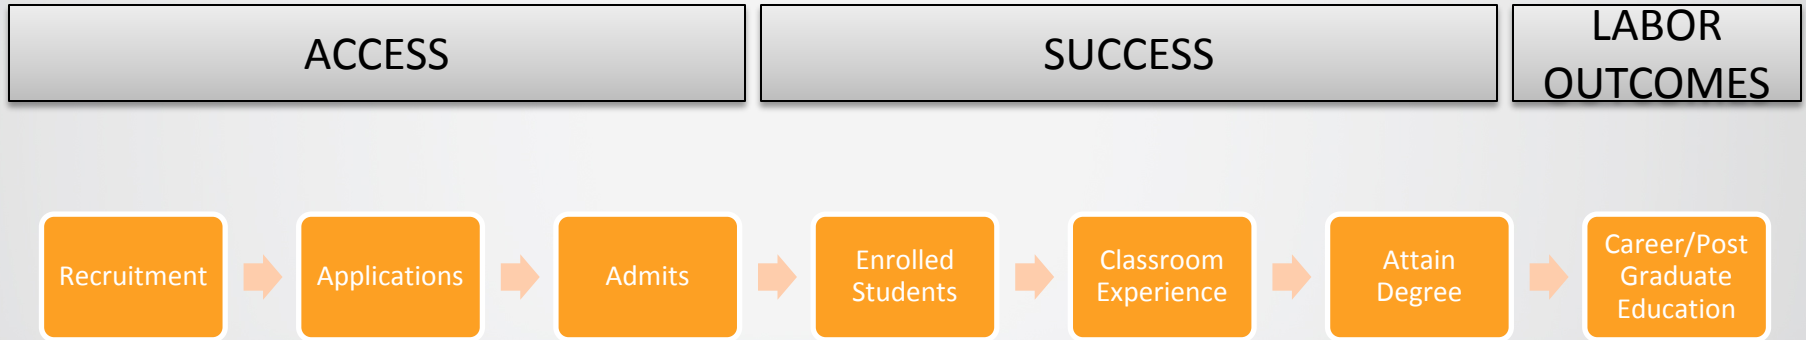 ACCESS
SUCCESS
LABOR
OUTCOMES
Recruitment
Applications
Admits
Enrolled
Students
Classroom
Experience
Attain
Degree
Career/Post
Graduate
Education